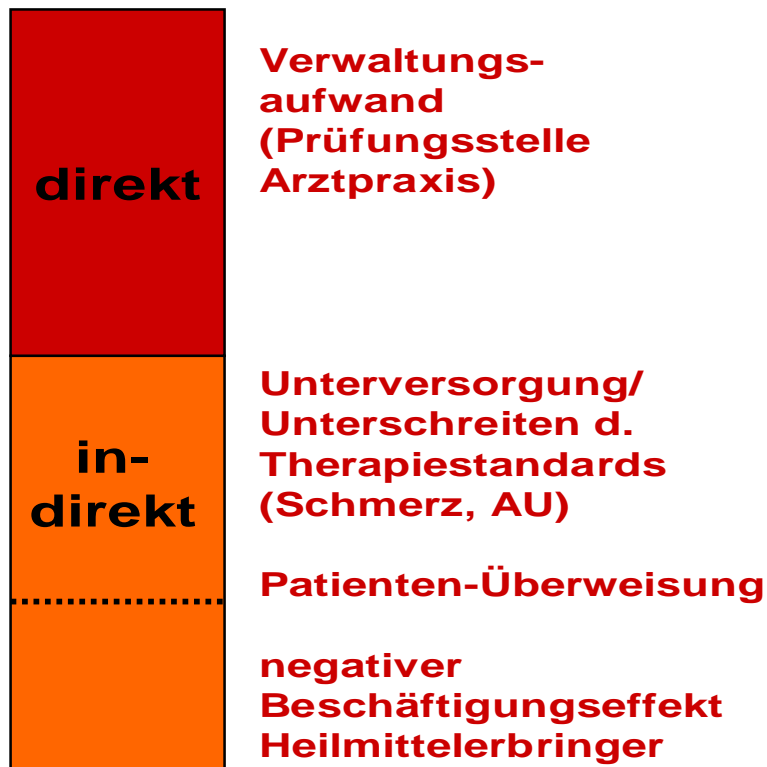 direkt
Verwaltungs-
aufwand
(Prüfungsstelle
Arztpraxis)
in-
direkt
Unterversorgung/
Unterschreiten d.
Therapiestandards
(Schmerz, AU)
Patienten-Überweisung
negativer
Beschäftigungseffekt
Heilmittelerbringer